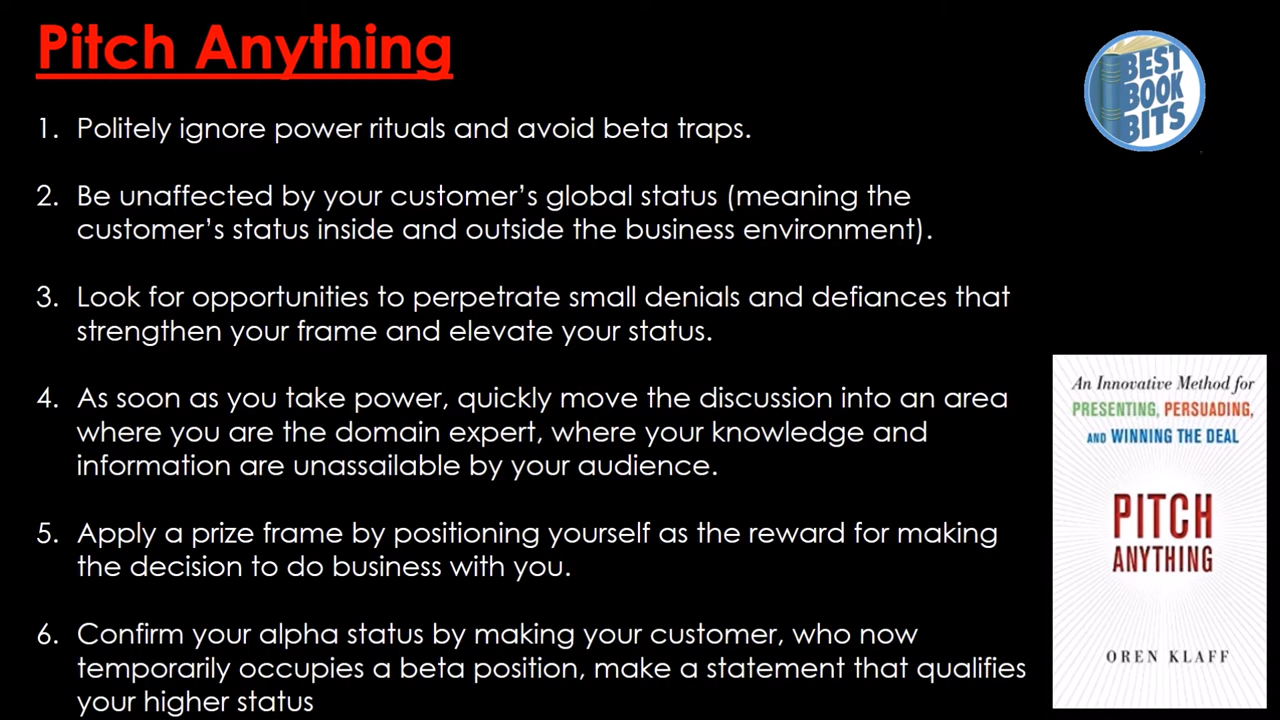 Pitch Anything
BEST
BOOK
BITS
1. Politely ignore power rituals and avoid beta traps.
2. Be unaffected by your customer's global status (meaning the
customer's status inside and outside the business environment).
3. Look for opportunities to perpetrate small denials and defiances that
strengthen your frame and elevate your status.
4. As soon as you take power, quickly move the discussion into an area
where you are the domain expert, where your knowledge and
information are unassailable by your audience.
5. Apply a prize frame by positioning yourself as the reward for making
the decision to do business with you.
6. Confirm your alpha status by making your customer, who now
temporarily occupies a beta position, make a statement that qualifies
your higher status
An Innovative Method for
PRESENTING, PERSUADING,
AND WINNING THE DEAL
PITCH
ANYTHING
OREN KLAFF